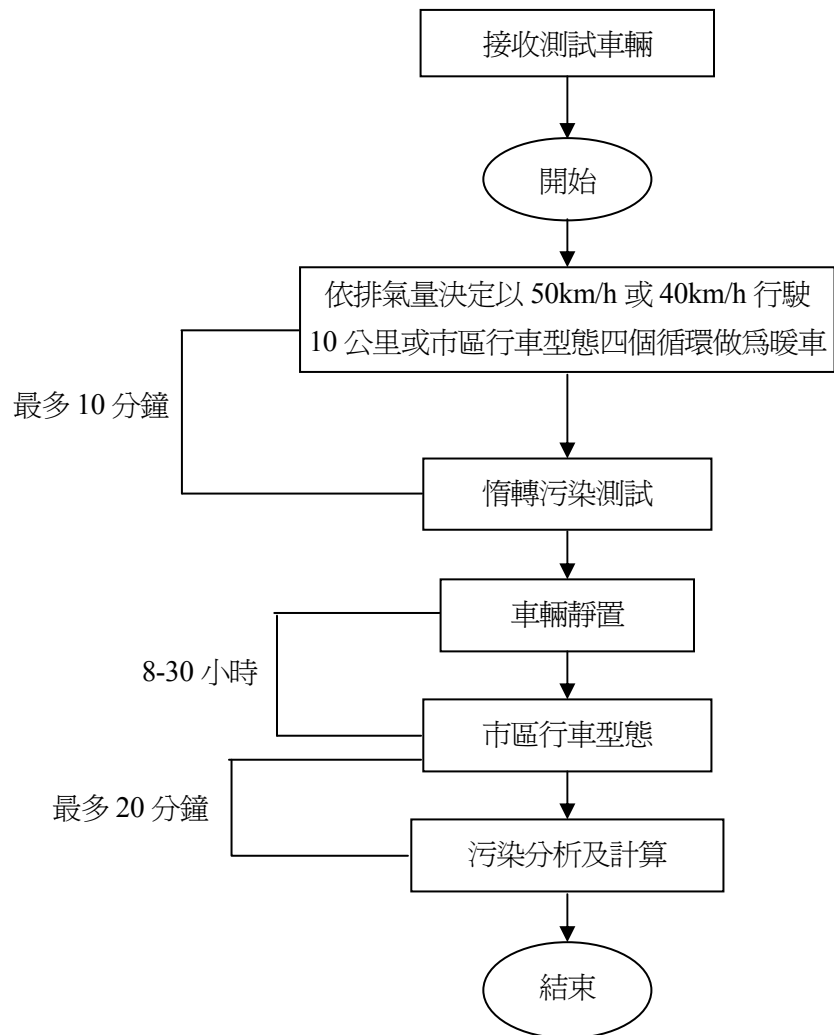 接收測試車輛
開始
依排氣量決定以 50km/h 或 40km/h 行駛
10 公里或市區行車型態四個循環做為暖車
最多 10 分鐘
惰轉污染測試
車輛靜置
8-30 小時
市區行車型態
最多 20 分鐘
污染分析及計算
結束